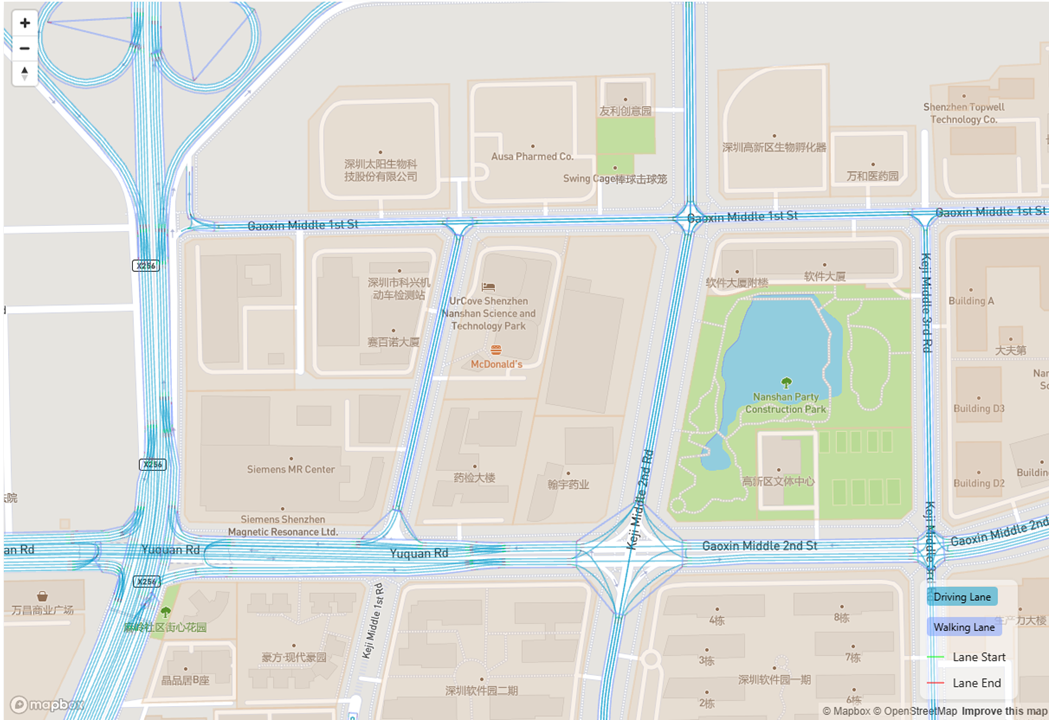 +
−
友利创意园
Shenzhen Topwell
Technology Co.
深圳太阳生物科
技股份有限公司
Ausa Pharmed Co.
深圳高新区生物孵化器
Swing Cage棒球击球笼
万和医药园
Gaoxin Middle 1st St
Gaoxin Middle 1st St
Gaoxin Middle 1st St
X256
深圳市科兴机
动车检测站
软件大厦附楼
软件大厦
Keji Middle 3rd Rd
UrCove Shenzhen
Nanshan Science and
Technology Park
Building A
赛百诺大厦
McDonald's
大夫第
Nanshan Party
Construction Park
Building D3
X256
Siemens MR Center
药检大楼
翰宇药业
高新区文体中心
Building D2
Siemens Shenzhen
Magnetic Resonance Ltd.
Keji Middle 2nd Rd
Yuquan Rd
Yuquan Rd
Gaoxin Middle 2nd St
Gaoxin Middle 2nd
X256
Keji Middle 1st Rd
万昌商业广场
豪方·现代豪园
晶品居B座
深圳软件园二期
4栋
8栋
3栋
7栋
深圳软件园一期
2栋
6栋
Driving Lane
Walking Lane
Lane Start
Lane End
mapbox
© Mapbox © OpenStreetMap Improve this map